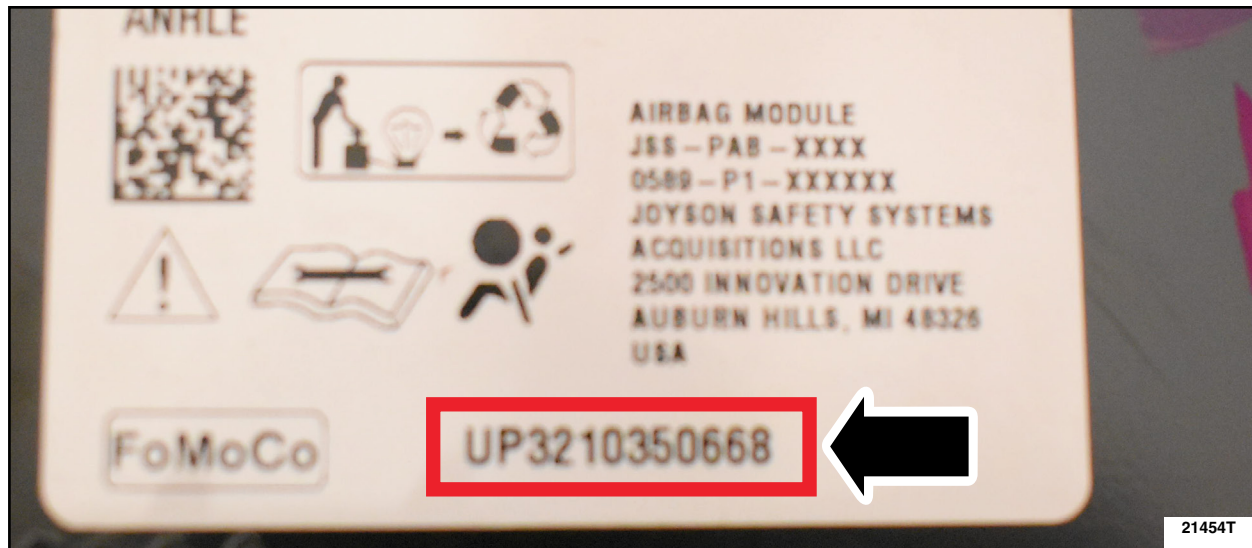 ANHLE
AIRBAG MODULE
JSS-PAB-XXXX
0589-P1-XXXXXX
JOYSON SAFETY SYSTEMS
ACQUISITIONS LLC
2500 INNOVATION DRIVE
AUBURN HILLS, MI 48326
USA
FoMoCo
UP3210350668
21454T